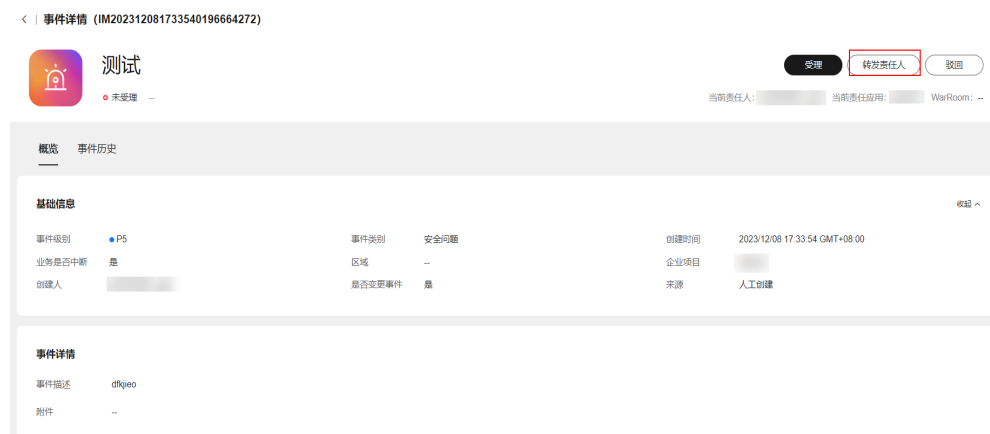 事件详情（IM202312081733540196664272）
测试
受理 转发责任人 驳回
未受理 --
当前责任人： 当前责任应用： WarRoom： --
概览 事件历史
基础信息 收起
事件级别 P5 事件类别 安全问题 创建时间 2023/12/08 17:33:54 GMT+08:00
业务是否中断 是 区域 -- 企业项目
创建人 是否变更事件 是 来源 人工创建
事件详情
事件描述 dfkjieo
附件 --